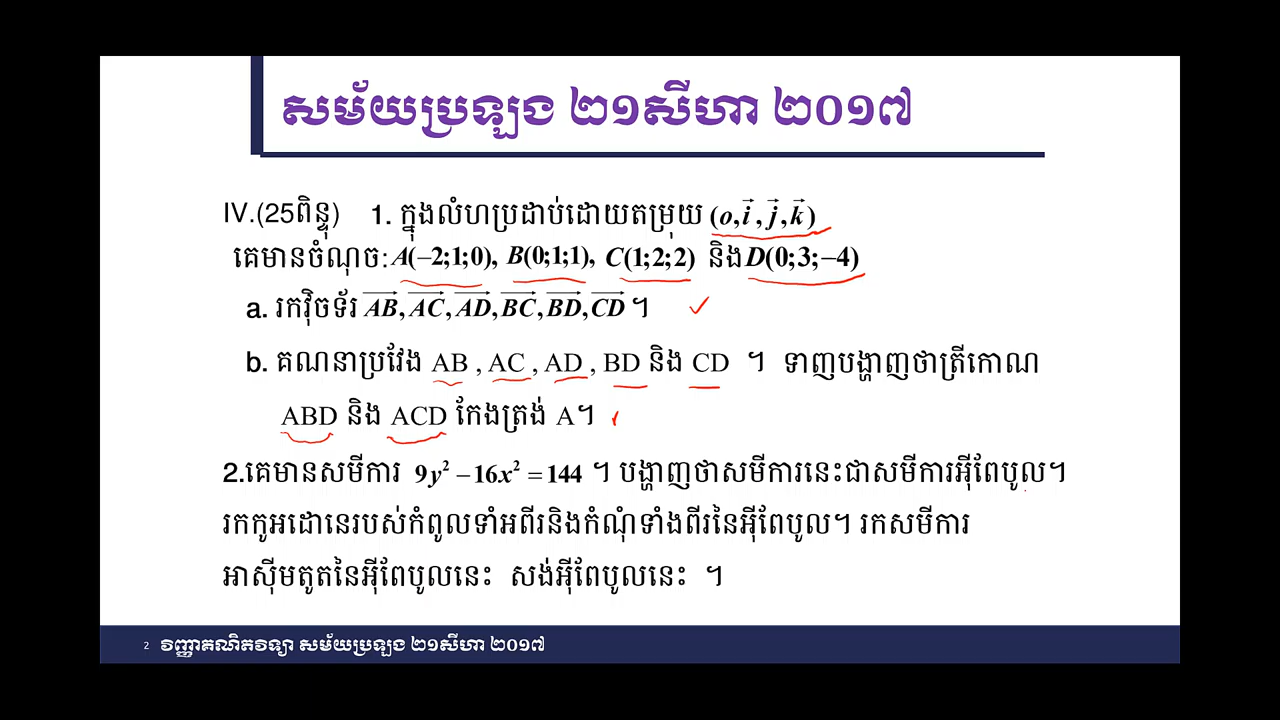 សម័យប្រឡង ២១សីហា ២០១៧
IV.(25ពិន្ទុ) 1. ក្នុងលំហប្រដាប់ដោយតម្រុយ (o,i⃗,j⃗,k⃗)
គេមានចំណុច: A(−2;1;0), B(0;1;1), C(1;2;2) និងD(0;3;−4)
a. រកវ៉ិចទ័រ A͞B⃗,A͞C⃗,A͞D⃗,B͞C⃗,B͞D⃗,C͞D⃗ ។
b. គណនាប្រវែង AB , AC , AD , BD និង CD ។ ទាញបង្ហាញថាត្រីកោណ
ABD និង ACD កែងត្រង់ A។
2.គេមានសមីការ 9y² − 16x² = 144 ។ បង្ហាញថាសមីការនេះជាសមីការអ៊ីពែបូល។
រកកូអដោនេរបស់កំពូលទាំអពីរនិងកំណុំទាំងពីរនៃអ៊ីពែបូល។ រកសមីការ
អាស៊ីមតូតនៃអ៊ីពែបូលនេះ សង់អ៊ីពែបូលនេះ ។
2 វិញ្ញាគណិតវិទ្យា សម័យប្រឡង ២១សីហា ២០១៧